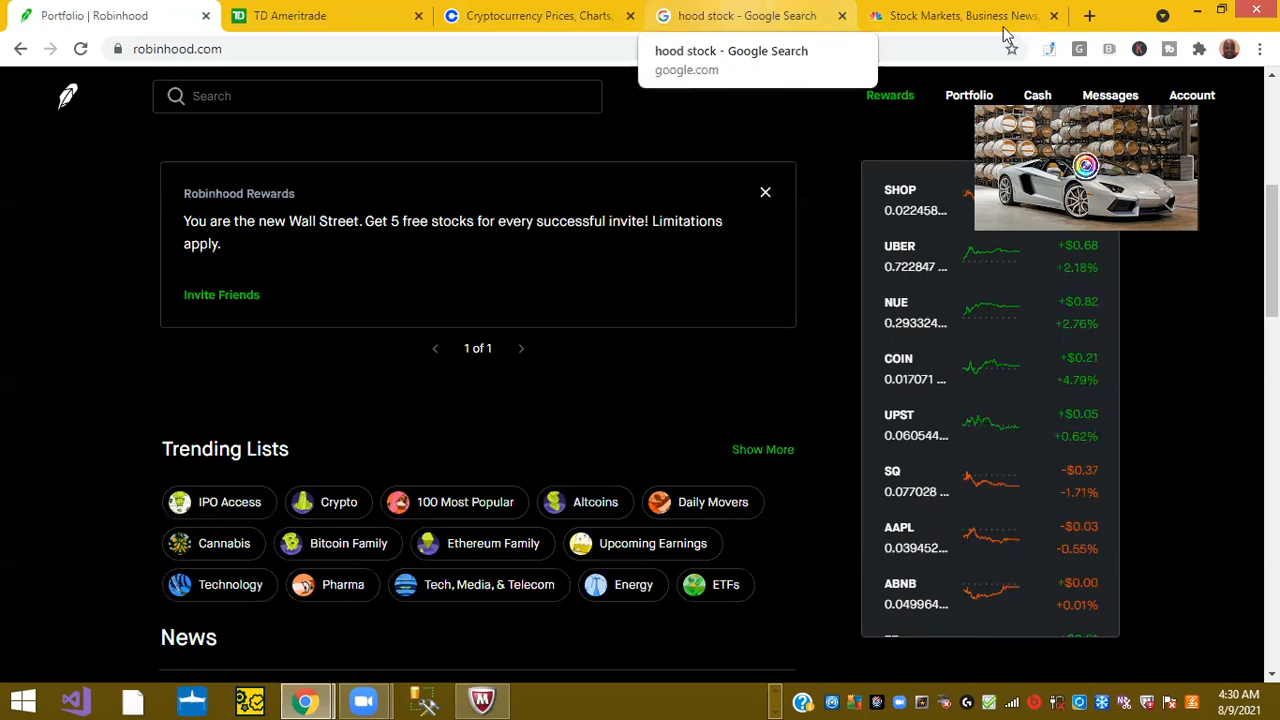 Portfolio | Robinhood
TD Ameritrade
Cryptocurrency Prices, Charts,
hood stock - Google Search
Stock Markets, Business News,
robinhood.com
hood stock - Google Search
google.com
Search
Rewards
Portfolio
Cash
Messages
Account
Robinhood Rewards
You are the new Wall Street. Get 5 free stocks for every successful invite! Limitations
apply.
Invite Friends
1 of 1
Trending Lists
Show More
IPO Access
Crypto
100 Most Popular
Altcoins
Daily Movers
Cannabis
Bitcoin Family
Ethereum Family
Upcoming Earnings
Technology
Pharma
Tech, Media, & Telecom
Energy
ETFs
News
SHOP
0.022458...
UBER
0.722847 ...
+$0.68
+2.18%
NUE
0.293324...
+$0.82
+2.76%
COIN
0.017071 ...
+$0.21
+4.79%
UPST
0.060544...
+$0.05
+0.62%
SQ
0.077028 ...
-$0.37
-1.71%
AAPL
0.039452...
-$0.03
-0.55%
ABNB
0.049964...
+$0.00
+0.01%
4:30 AM
8/9/2021